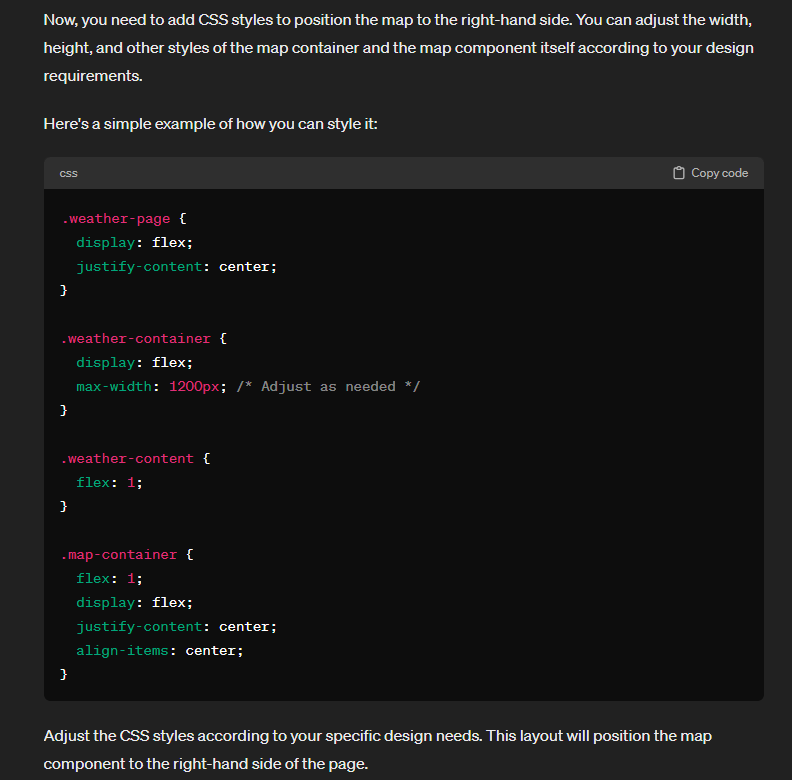 Now, you need to add CSS styles to position the map to the right-hand side. You can adjust the width,
height, and other styles of the map container and the map component itself according to your design
requirements.
Here's a simple example of how you can style it:
css
Copy code
.weather-page {
  display: flex;
  justify-content: center;
}
.weather-container {
  display: flex;
  max-width: 1200px; /* Adjust as needed */
}
.weather-content {
  flex: 1;
}
.map-container {
  flex: 1;
  display: flex;
  justify-content: center;
  align-items: center;
}
Adjust the CSS styles according to your specific design needs. This layout will position the map
component to the right-hand side of the page.